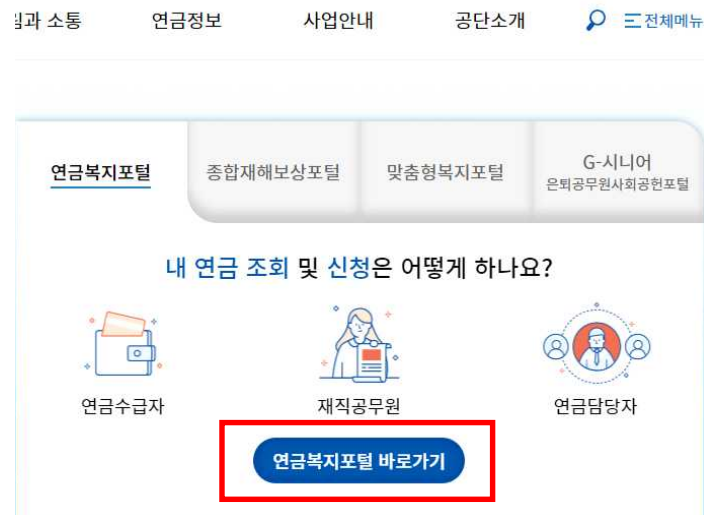 과 소통 연금정보 사업안내 공단소개 전체메뉴
연금복지포털 종합재해보상포털 맞춤형복지포털 G-시니어
은퇴공무원사회공헌포털
내 연금 조회 및 신청은 어떻게 하나요?
연금수급자 재직공무원 연금담당자
연금복지포털 바로가기